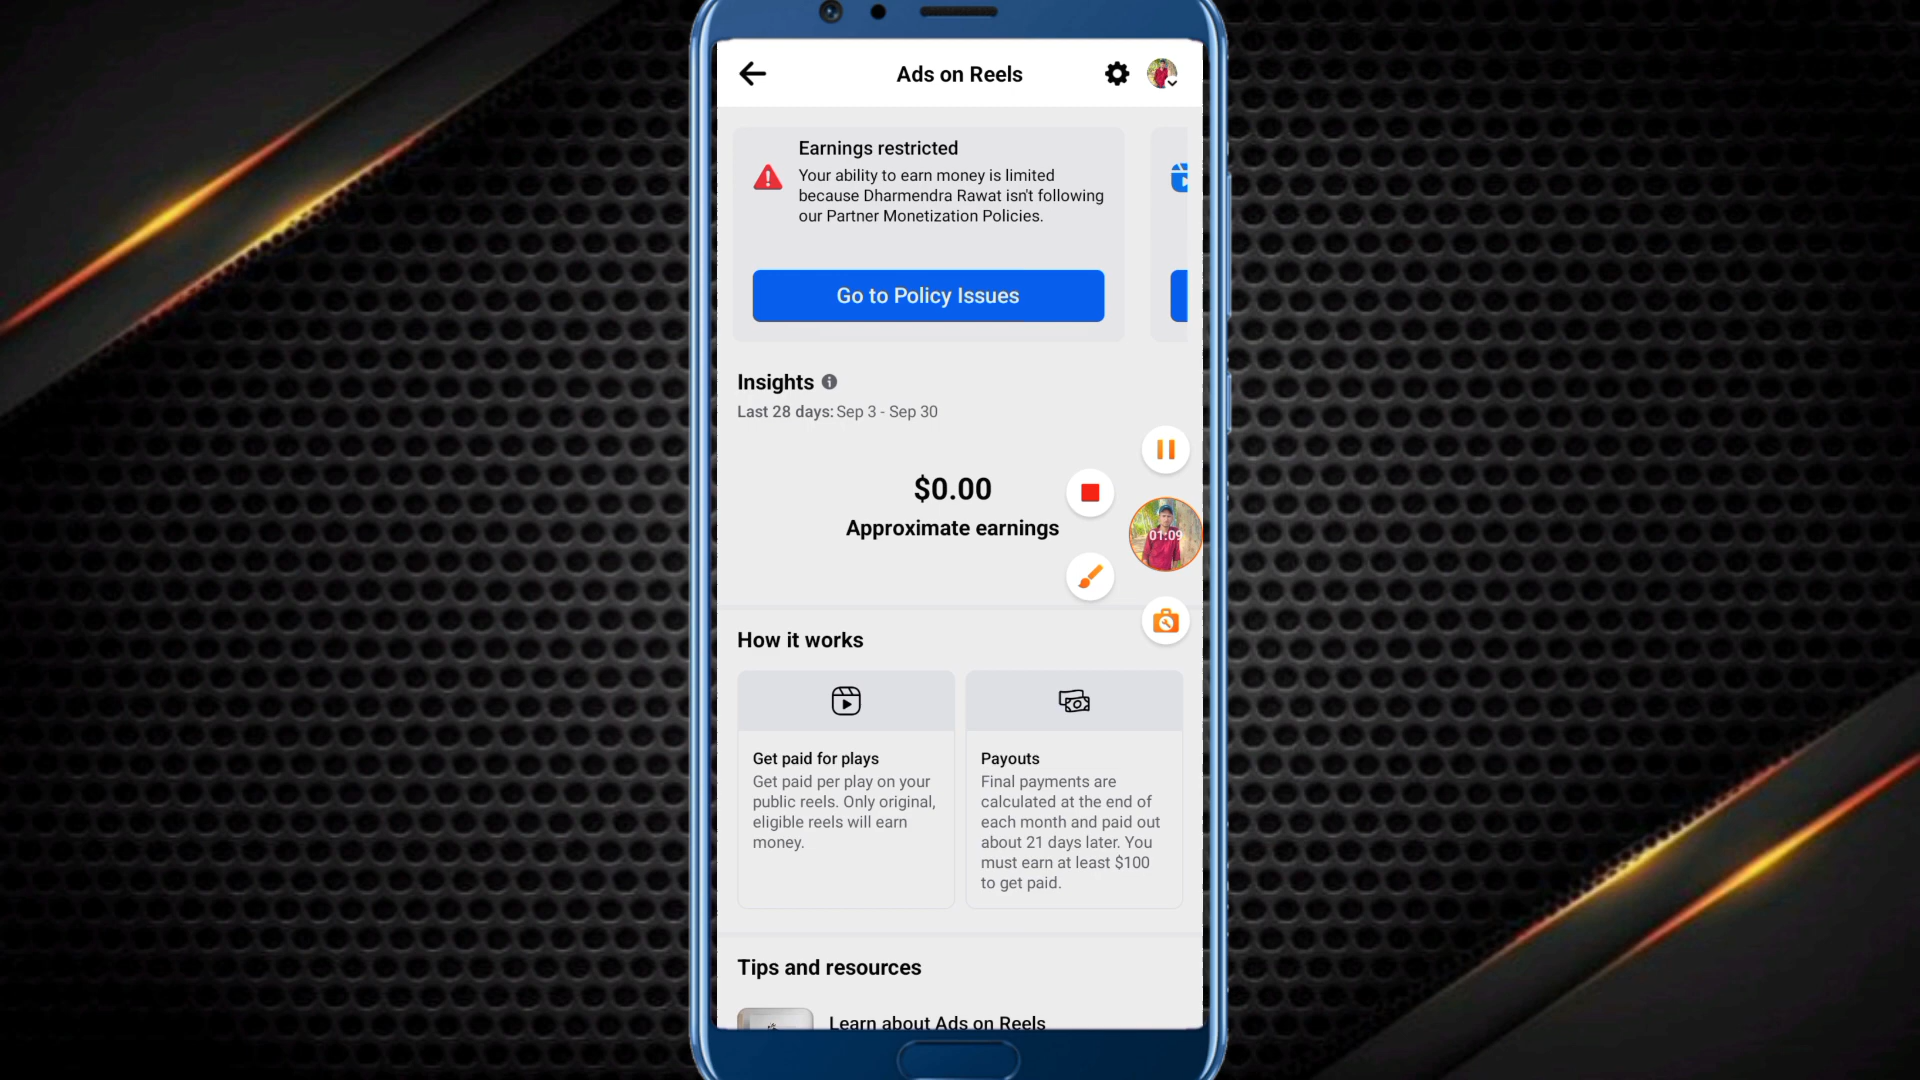 Ads on Reels
Earnings restricted
Your ability to earn money is limited
because Dharmendra Rawat isn't following
our Partner Monetization Policies.
Go to Policy Issues
Insights
Last 28 days: Sep 3 - Sep 30
$0.00
Approximate earnings
01:09
How it works
Get paid for plays
Get paid per play on your
public reels. Only original,
eligible reels will earn
money.
Payouts
Final payments are
calculated at the end of
each month and paid out
about 21 days later. You
must earn at least $100
to get paid.
Tips and resources
Learn about Ads on Reels